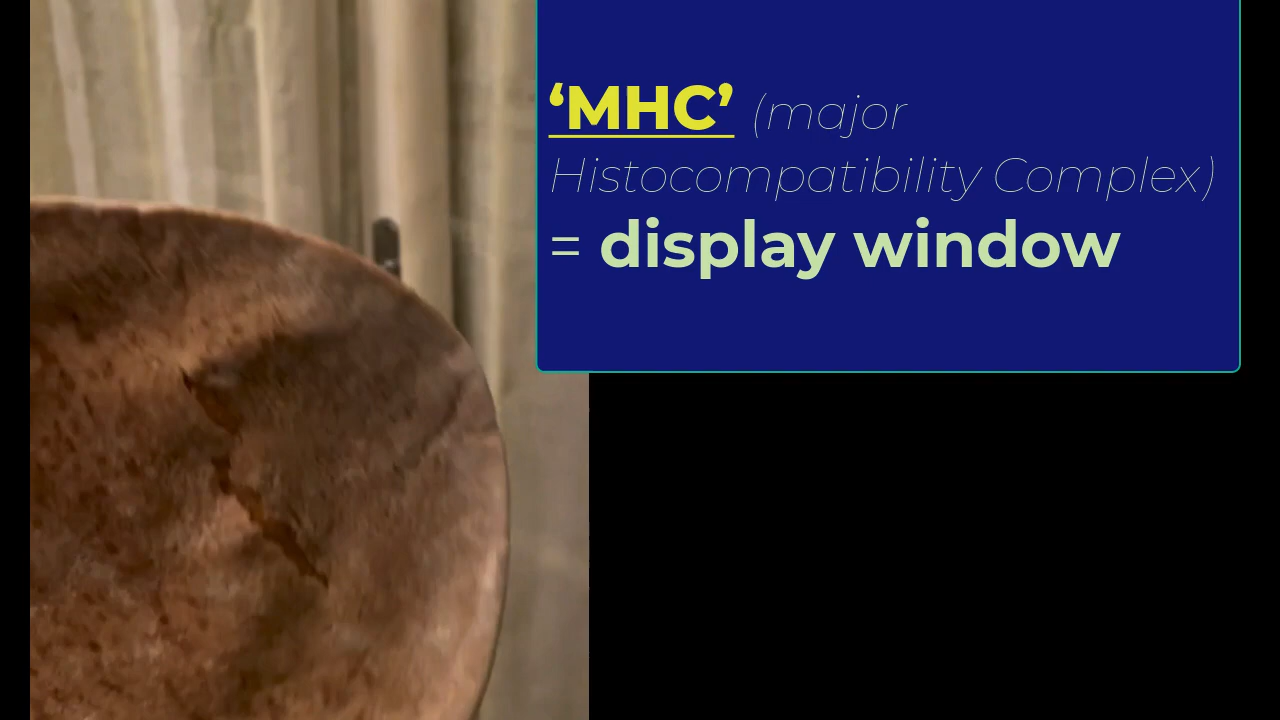 ‘MHC’ (major
Histocompatibility Complex)
= display window